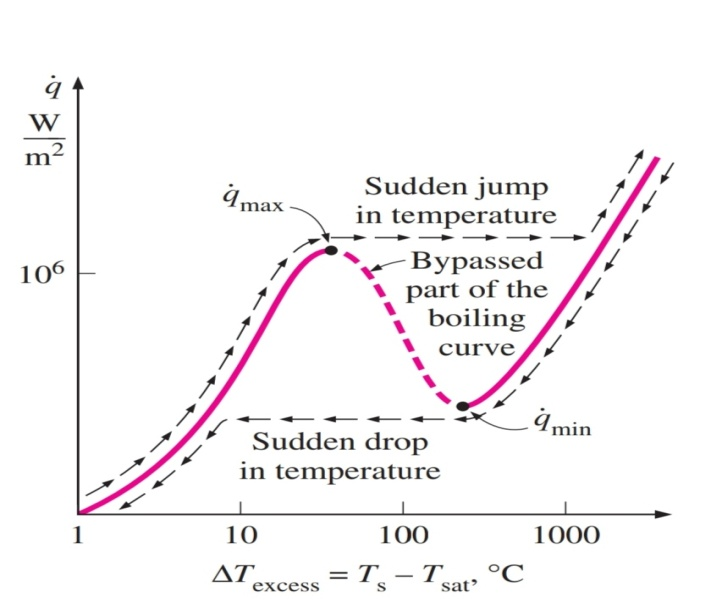 q̇
W
m²
q̇max
Sudden jump
in temperature
10⁶
Bypassed
part of the
boiling
curve
q̇min
Sudden drop
in temperature
1
10
100
1000
ΔTexcess = Ts – Tsat, °C